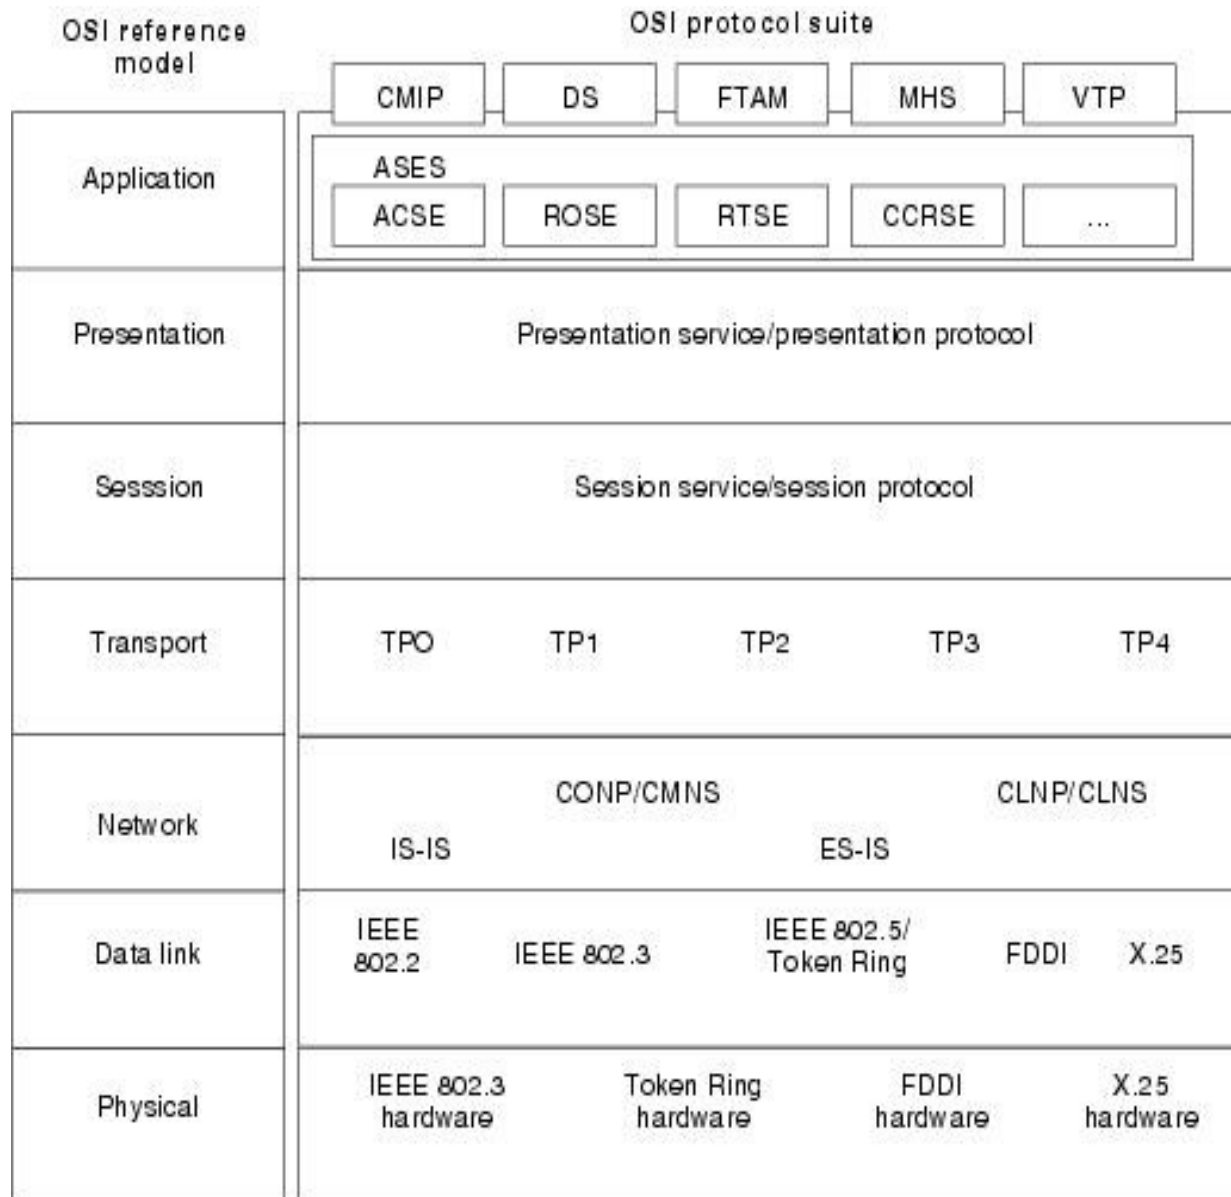 OSI reference
model
OSI protocol suite
CMIP
DS
FTAM
MHS
VTP
Application
ASES
ACSE
ROSE
RTSE
CCRSE
...
Presentation
Presentation service/presentation protocol
Sesssion
Session service/session protocol
Transport
TPO
TP1
TP2
TP3
TP4
Network
CONP/CMNS
CLNP/CLNS
IS-IS
ES-IS
Data link
IEEE
802.2
IEEE 802.3
IEEE 802.5/
Token Ring
FDDI
X.25
Physical
IEEE 802.3
hardware
Token Ring
hardware
FDDI
hardware
X.25
hardware